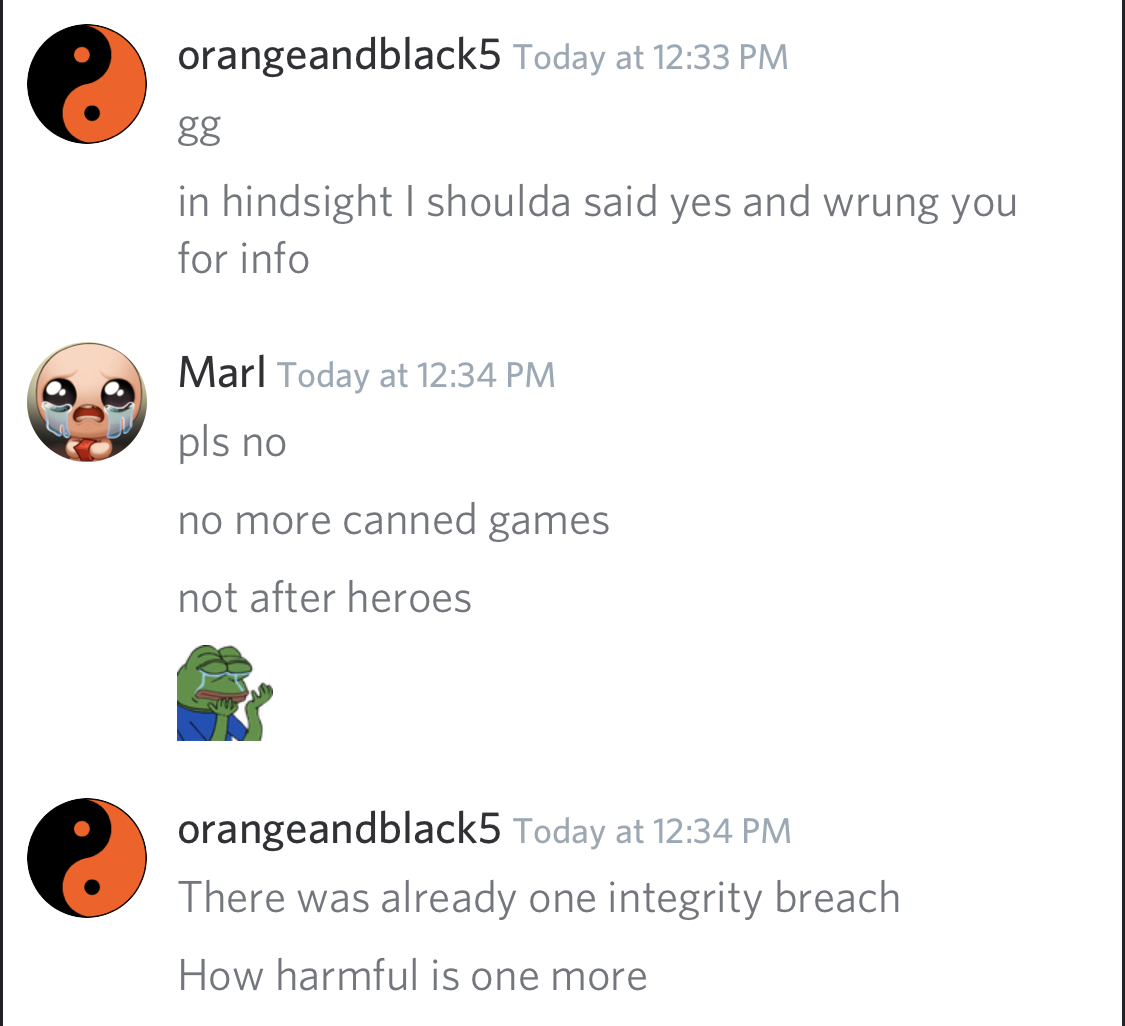 orangeandblack5 Today at 12:33 PM
gg
in hindsight I shoulda said yes and wrung you
for info
Marl Today at 12:34 PM
pls no
no more canned games
not after heroes
orangeandblack5 Today at 12:34 PM
There was already one integrity breach
How harmful is one more